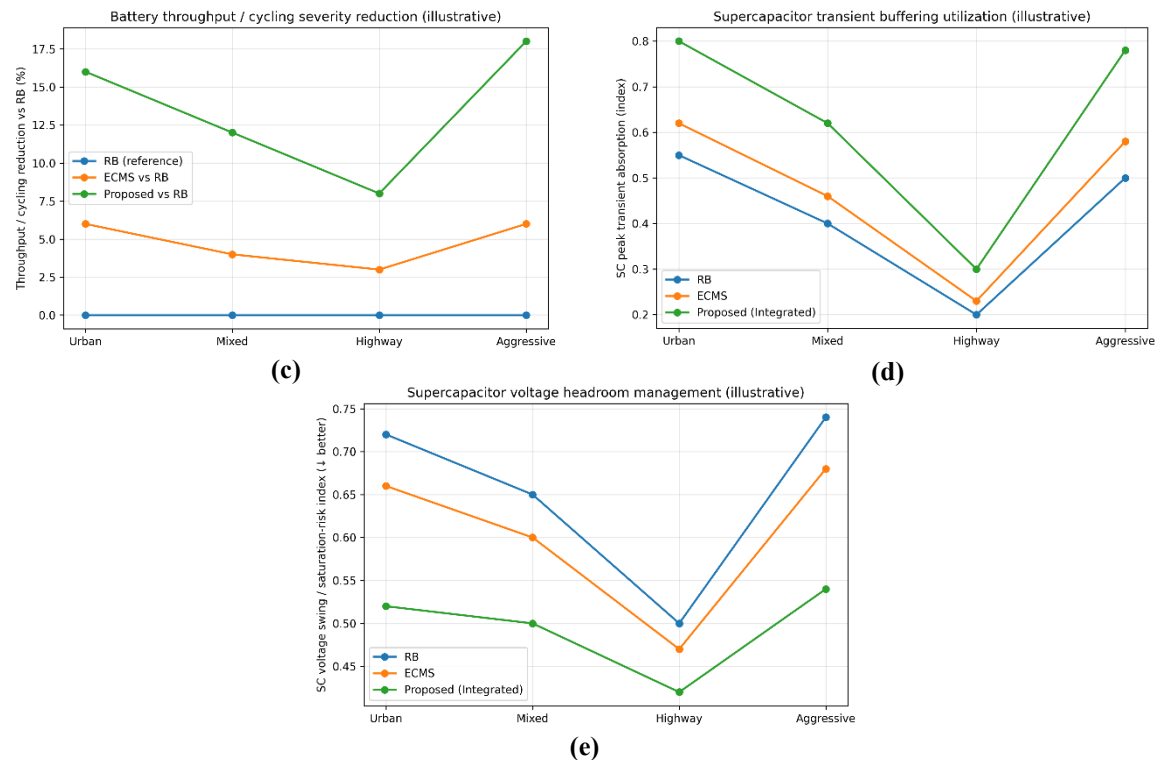 Battery throughput / cycling severity reduction (illustrative)
Throughput / cycling reduction vs RB (%)
17.5
15.0
12.5
10.0
7.5
5.0
2.5
0.0
RB (reference)
ECMS vs RB
Proposed vs RB
Urban
Mixed
Highway
Aggressive
(c)
Supercapacitor transient buffering utilization (illustrative)
SC peak transient absorption (index)
0.8
0.7
0.6
0.5
0.4
0.3
0.2
RB
ECMS
Proposed (Integrated)
Urban
Mixed
Highway
Aggressive
(d)
Supercapacitor voltage headroom management (illustrative)
SC voltage swing / saturation-risk index (↓ better)
0.75
0.70
0.65
0.60
0.55
0.50
0.45
RB
ECMS
Proposed (Integrated)
Urban
Mixed
Highway
Aggressive
(e)